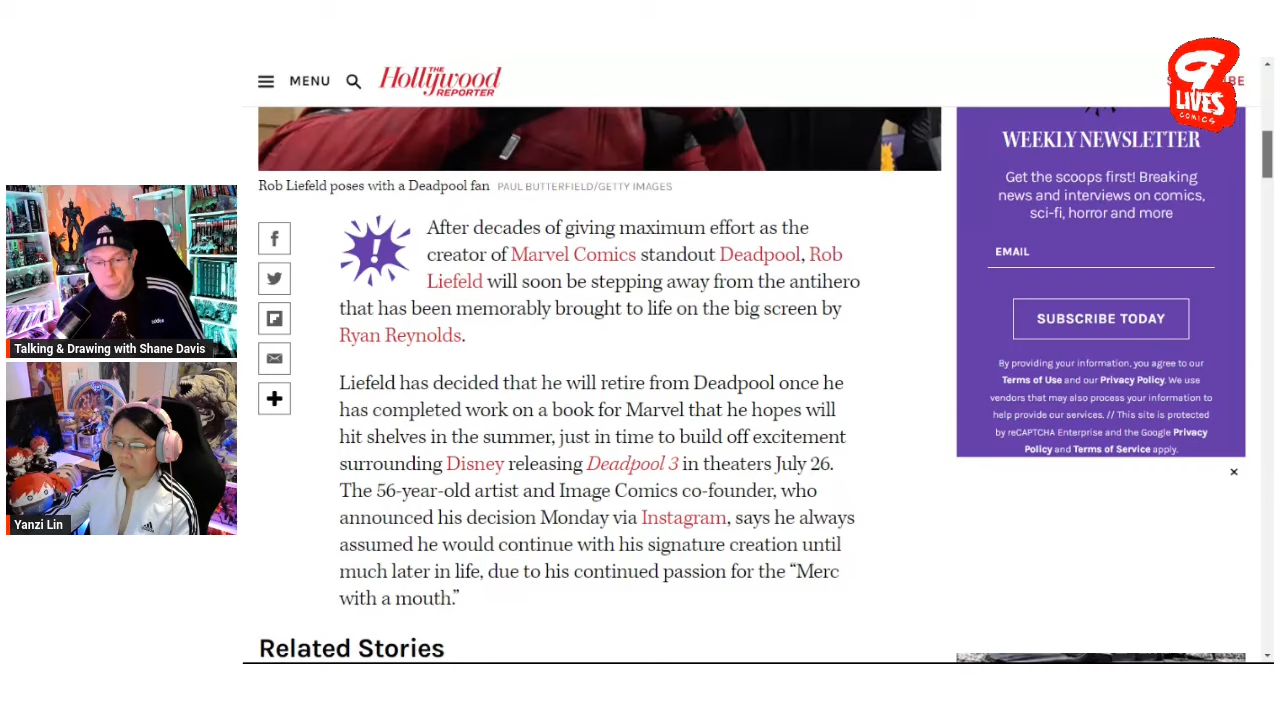 MENU
THE
Hollywood
REPORTER
9
LIVES
COMICS
Rob Liefeld poses with a Deadpool fan PAUL BUTTERFIELD/GETTY IMAGES
After decades of giving maximum effort as the
creator of Marvel Comics standout Deadpool, Rob
Liefeld will soon be stepping away from the antihero
that has been memorably brought to life on the big screen by
Ryan Reynolds.
Liefeld has decided that he will retire from Deadpool once he
has completed work on a book for Marvel that he hopes will
hit shelves in the summer, just in time to build off excitement
surrounding Disney releasing Deadpool 3 in theaters July 26.
The 56-year-old artist and Image Comics co-founder, who
announced his decision Monday via Instagram, says he always
assumed he would continue with his signature creation until
much later in life, due to his continued passion for the “Merc
with a mouth.”
Related Stories
WEEKLY NEWSLETTER
Get the scoops first! Breaking
news and interviews on comics,
sci-fi, horror and more
EMAIL
SUBSCRIBE TODAY
By providing your information, you agree to our
Terms of Use and our Privacy Policy. We use
vendors that may also process your information to
help provide our services. // This site is protected
by reCAPTCHA Enterprise and the Google Privacy
Policy and Terms of Service apply.
Talking & Drawing with Shane Davis
Yanzi Lin